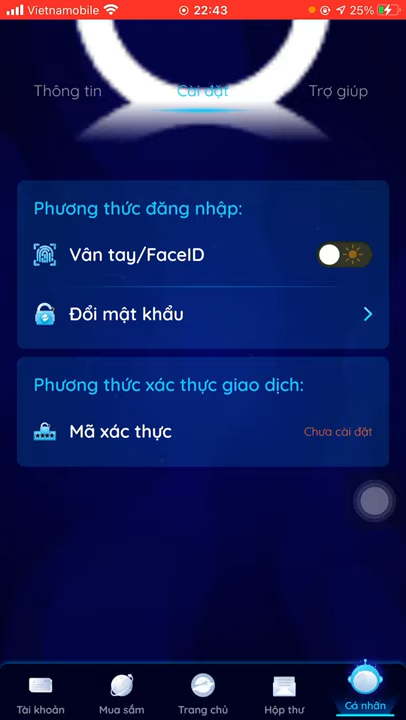 Vietnamobile 22:43 25%
Thông tin Cài đặt Trợ giúp
Phương thức đăng nhập:
Vân tay/FaceID
Đổi mật khẩu
Phương thức xác thực giao dịch:
Mã xác thực Chưa cài đặt
Tài khoản Mua sắm Trang chủ Hộp thư Cá nhân